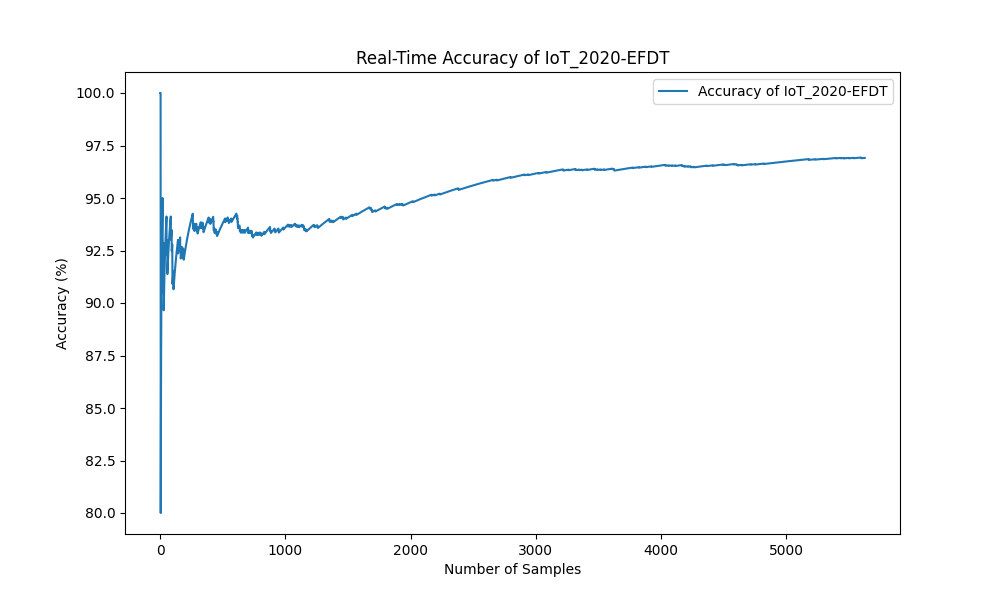 Real-Time Accuracy of IoT_2020-EFDT
Accuracy of IoT_2020-EFDT
100.0
97.5
95.0
92.5
90.0
87.5
85.0
82.5
80.0
Accuracy (%)
0 1000 2000 3000 4000 5000
Number of Samples